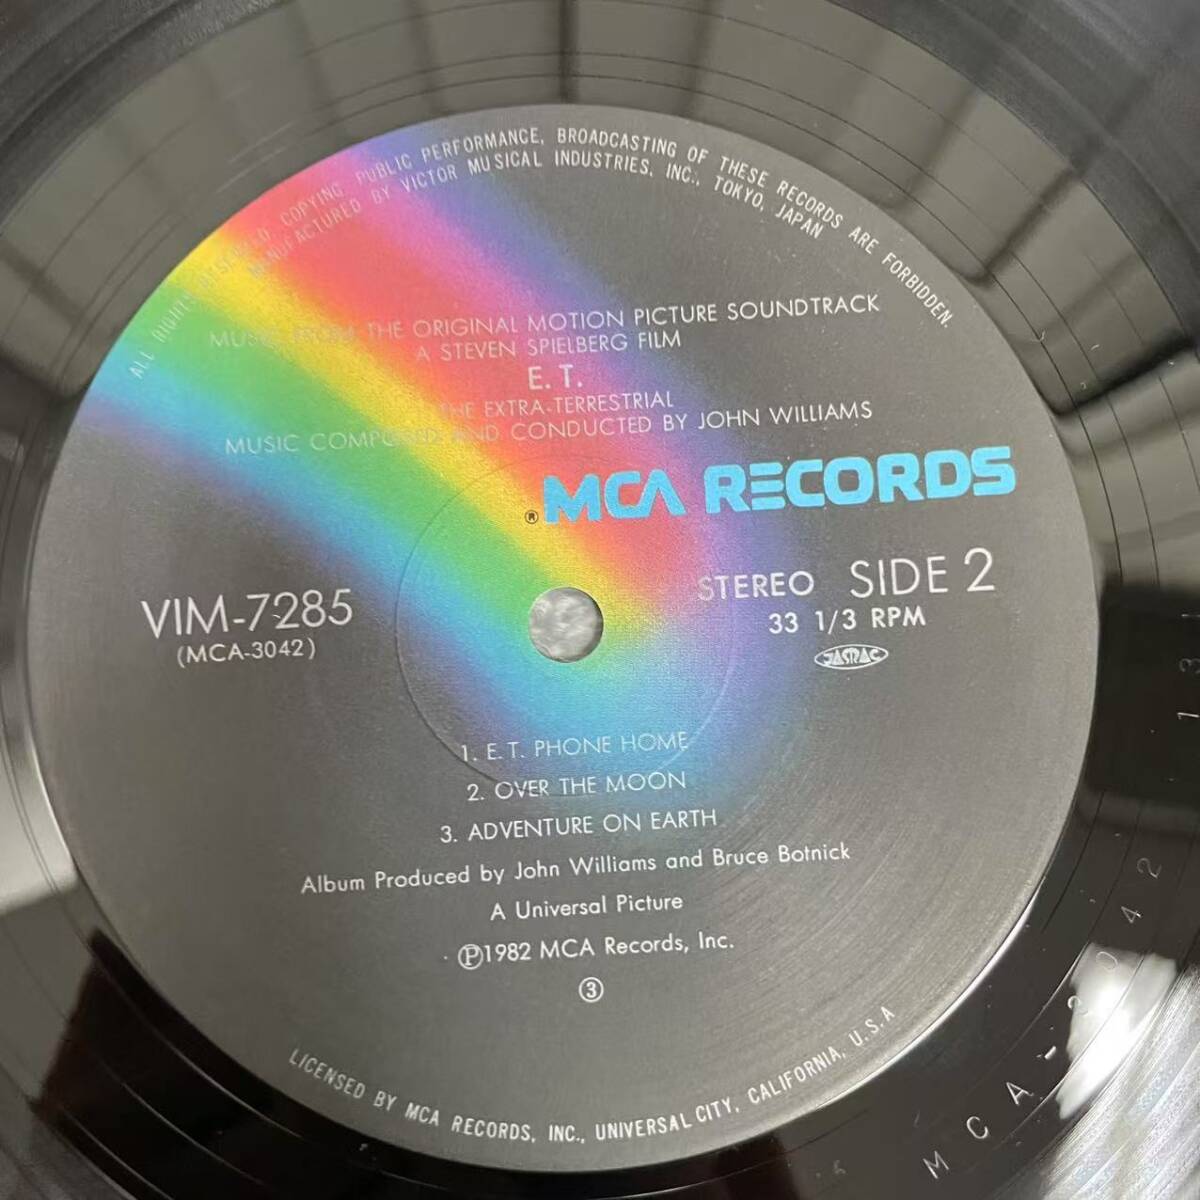 ALL RIGHTS RESERVED. COPYING, PUBLIC PERFORMANCE, BROADCASTING OF THESE RECORDS ARE FORBIDDEN.
MANUFACTURED BY VICTOR MUSICAL INDUSTRIES, INC., TOKYO, JAPAN
MUSIC FROM THE ORIGINAL MOTION PICTURE SOUNDTRACK
A STEVEN SPIELBERG FILM
E. T.
THE EXTRA-TERRESTRIAL
MUSIC COMPOSED AND CONDUCTED BY JOHN WILLIAMS
® MCA RECORDS
STEREO SIDE 2
33 1/3 RPM
JASRAC
VIM-7285
(MCA-3042)
1. E. T. PHONE HOME
2. OVER THE MOON
3. ADVENTURE ON EARTH
Album Produced by John Williams and Bruce Botnick
A Universal Picture
Ⓟ1982 MCA Records, Inc.
③
LICENSED BY MCA RECORDS, INC., UNIVERSAL CITY, CALIFORNIA, U.S.A
MCA-3042